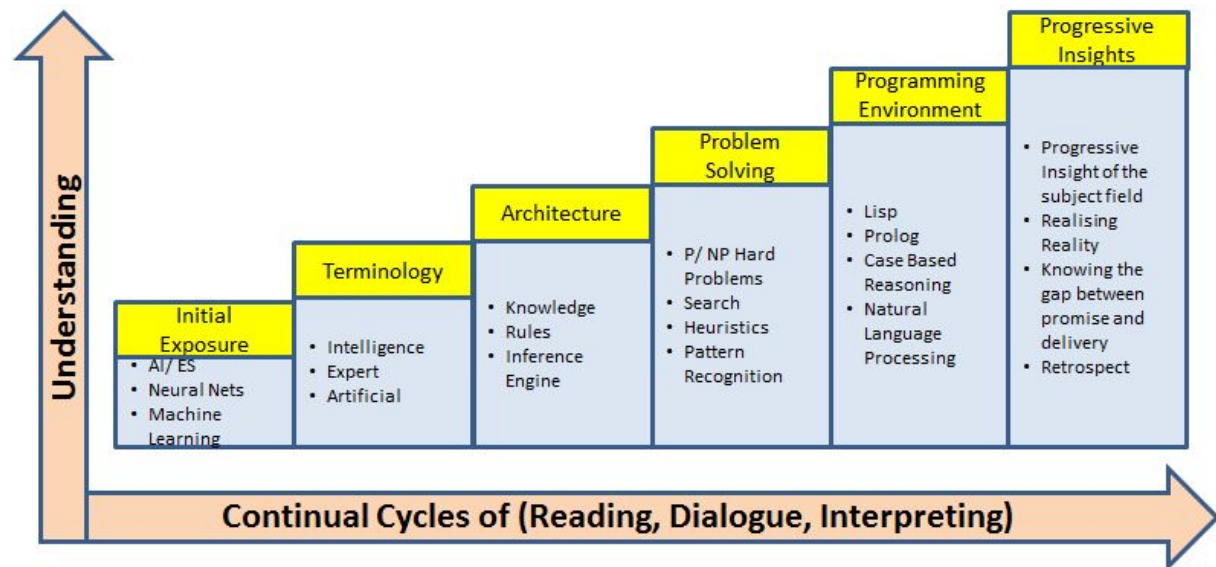 Understanding
Initial
Exposure
• AI/ ES
• Neural Nets
• Machine
Learning
Terminology
• Intelligence
• Expert
• Artificial
Architecture
• Knowledge
• Rules
• Inference
Engine
Problem
Solving
• P/ NP Hard
Problems
• Search
• Heuristics
• Pattern
Recognition
Programming
Environment
• Lisp
• Prolog
• Case Based
Reasoning
• Natural
Language
Processing
Progressive
Insights
• Progressive
Insight of the
subject field
• Realising
Reality
• Knowing the
gap between
promise and
delivery
• Retrospect
Continual Cycles of (Reading, Dialogue, Interpreting)